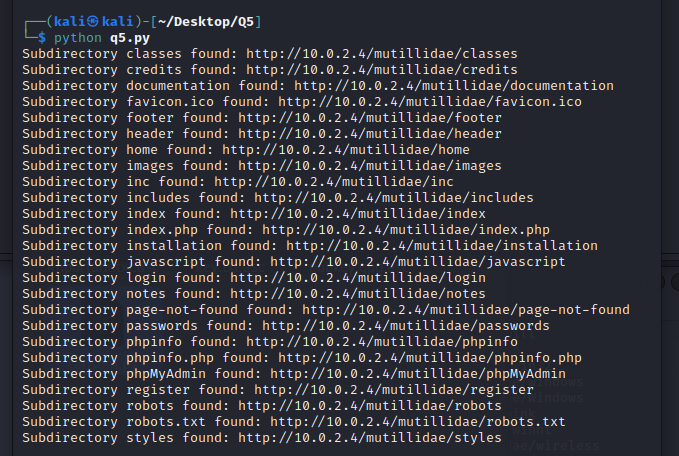 ┌──(kali㉿kali)-[~/Desktop/Q5]
└─$ python q5.py
Subdirectory classes found: http://10.0.2.4/mutillidae/classes
Subdirectory credits found: http://10.0.2.4/mutillidae/credits
Subdirectory documentation found: http://10.0.2.4/mutillidae/documentation
Subdirectory favicon.ico found: http://10.0.2.4/mutillidae/favicon.ico
Subdirectory footer found: http://10.0.2.4/mutillidae/footer
Subdirectory header found: http://10.0.2.4/mutillidae/header
Subdirectory home found: http://10.0.2.4/mutillidae/home
Subdirectory images found: http://10.0.2.4/mutillidae/images
Subdirectory inc found: http://10.0.2.4/mutillidae/inc
Subdirectory includes found: http://10.0.2.4/mutillidae/includes
Subdirectory index found: http://10.0.2.4/mutillidae/index
Subdirectory index.php found: http://10.0.2.4/mutillidae/index.php
Subdirectory installation found: http://10.0.2.4/mutillidae/installation
Subdirectory javascript found: http://10.0.2.4/mutillidae/javascript
Subdirectory login found: http://10.0.2.4/mutillidae/login
Subdirectory notes found: http://10.0.2.4/mutillidae/notes
Subdirectory page-not-found found: http://10.0.2.4/mutillidae/page-not-found
Subdirectory passwords found: http://10.0.2.4/mutillidae/passwords
Subdirectory phpinfo found: http://10.0.2.4/mutillidae/phpinfo
Subdirectory phpinfo.php found: http://10.0.2.4/mutillidae/phpinfo.php
Subdirectory phpMyAdmin found: http://10.0.2.4/mutillidae/phpMyAdmin
Subdirectory register found: http://10.0.2.4/mutillidae/register
Subdirectory robots found: http://10.0.2.4/mutillidae/robots
Subdirectory robots.txt found: http://10.0.2.4/mutillidae/robots.txt
Subdirectory styles found: http://10.0.2.4/mutillidae/styles